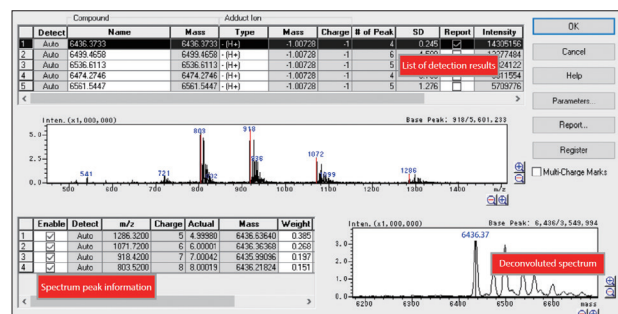 Compound Adduct Ion
Detect Name Mass Type Mass Charge # of Peak SD Report Intensity
1 Auto 6436.3733 6436.3733 - (H+) -1.00728 -1 4 0.245 14305156
2 Auto 6499.4658 6499.4658 - (H+) -1.00728 -1 6
3 Auto 6536.6113 6536.6113 - (H+) -1.00728 -1 5
4 Auto 6474.2746 6474.2746 - (H+) -1.00728 -1 4
5 Auto 6561.5447 6561.5447 - (H+) -1.00728 -1 5 1.276 5709776
List of detection results
OK
Cancel
Help
Parameters...
Report...
Register
Multi-Charge Marks
Inten. (x1,000,000) Base Peak: 918/5,601,233
5.0
2.5
0.0
541 721 803 918 1072 1286
500 600 700 800 900 1000 1100 1200 1300 1400 m/z
Enable Detect m/z Charge Actual Mass Weight
1 Auto 1286.3200 5 4.99980 6436.63640 0.385
2 Auto 1071.7200 6 6.00001 6436.36368 0.268
3 Auto 918.4200 7 7.00042 6435.99096 0.197
4 Auto 803.5200 8 8.00019 6436.21824 0.151
Spectrum peak information
Inten. (x1,000,000) Base Peak: 6,436/3,549,994
6436.37
3.0
2.0
1.0
0.0
Deconvoluted spectrum
6200 6300 6400 6500 6600 mass